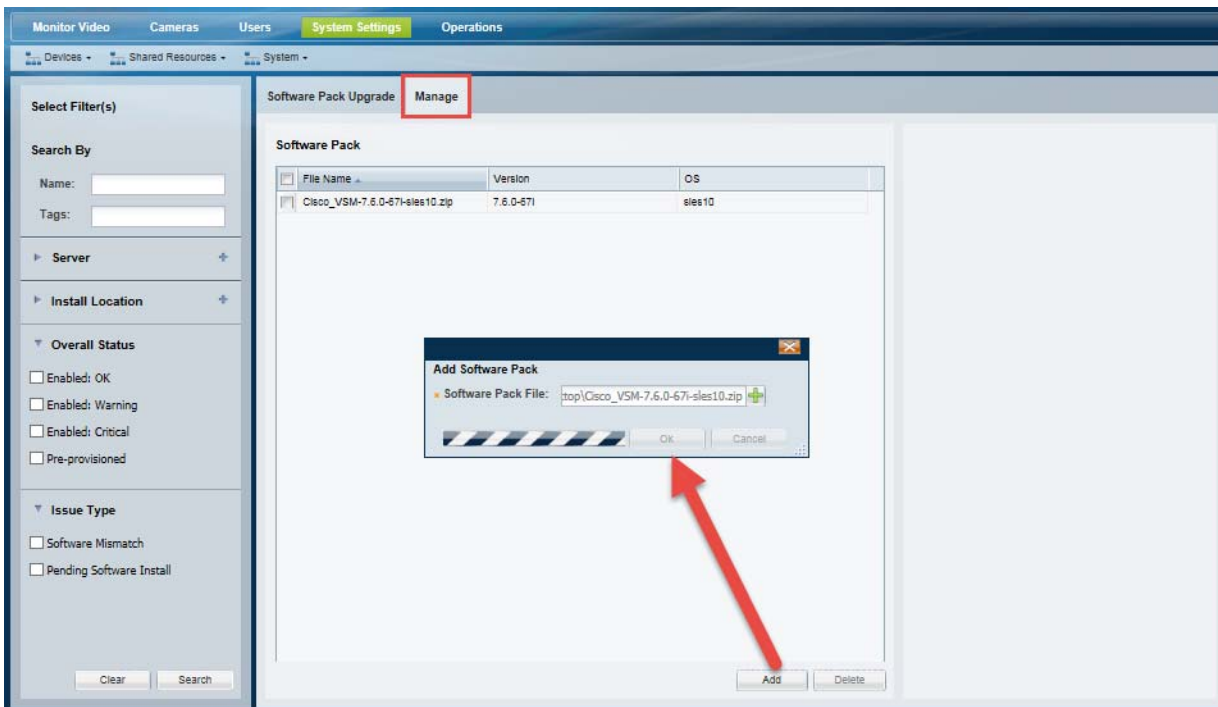 Monitor Video Cameras Users System Settings Operations
Devices Shared Resources System
Select Filter(s)
Search By
Name:
Tags:
Server
Install Location
Overall Status
Enabled: OK
Enabled: Warning
Enabled: Critical
Pre-provisioned
Issue Type
Software Mismatch
Pending Software Install
Clear Search
Software Pack Upgrade Manage
Software Pack
File Name Version OS
Cisco_VSM-7.6.0-67i-sles10.zip 7.6.0-67i sles10
Add Software Pack
Software Pack File: top\Cisco_VSM-7.6.0-67i-sles10.zip
OK Cancel
Add Delete